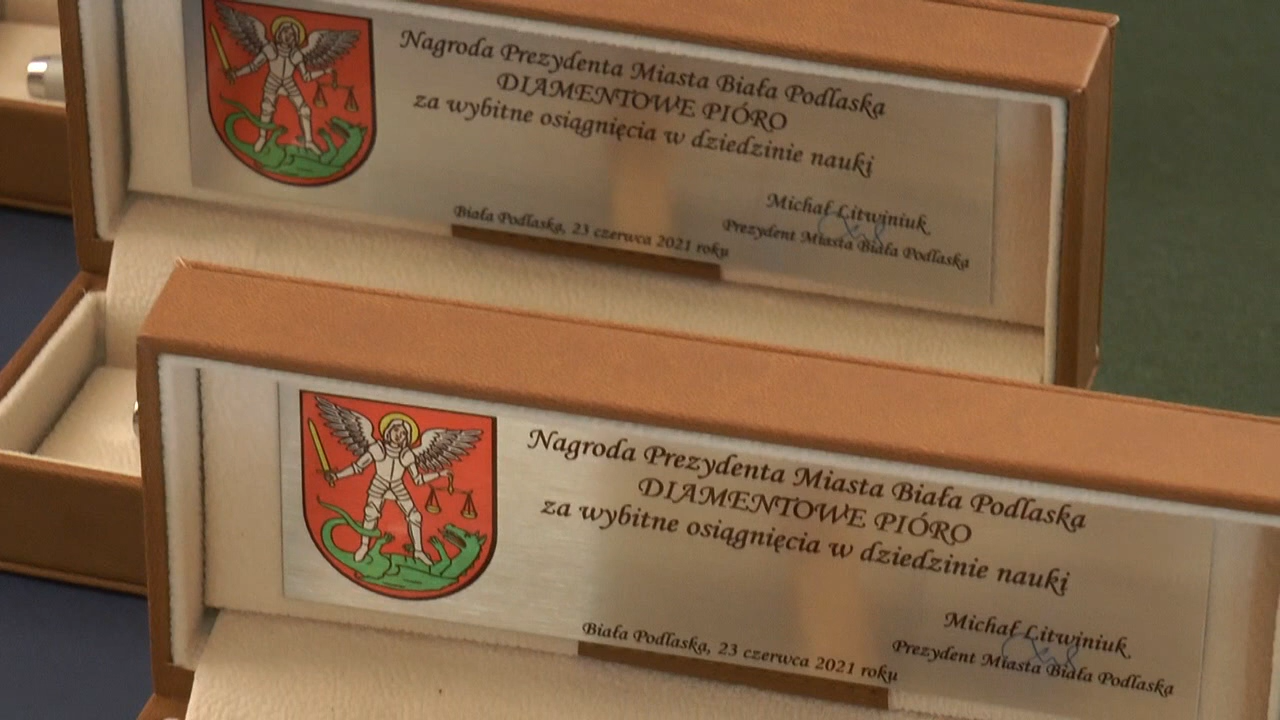 Nagroda Prezydenta Miasta Biała Podlaska
DIAMENTOWE PIÓRO
za wybitne osiągnięcia w dziedzinie nauki
Michał Litwiniuk
Prezydent Miasta Biała Podlaska
Biała Podlaska, 23 czerwca 2021 roku
Nagroda Prezydenta Miasta Biała Podlaska
DIAMENTOWE PIÓRO
za wybitne osiągnięcia w dziedzinie nauki
Michał Litwiniuk
Prezydent Miasta Biała Podlaska
Biała Podlaska, 23 czerwca 2021 roku